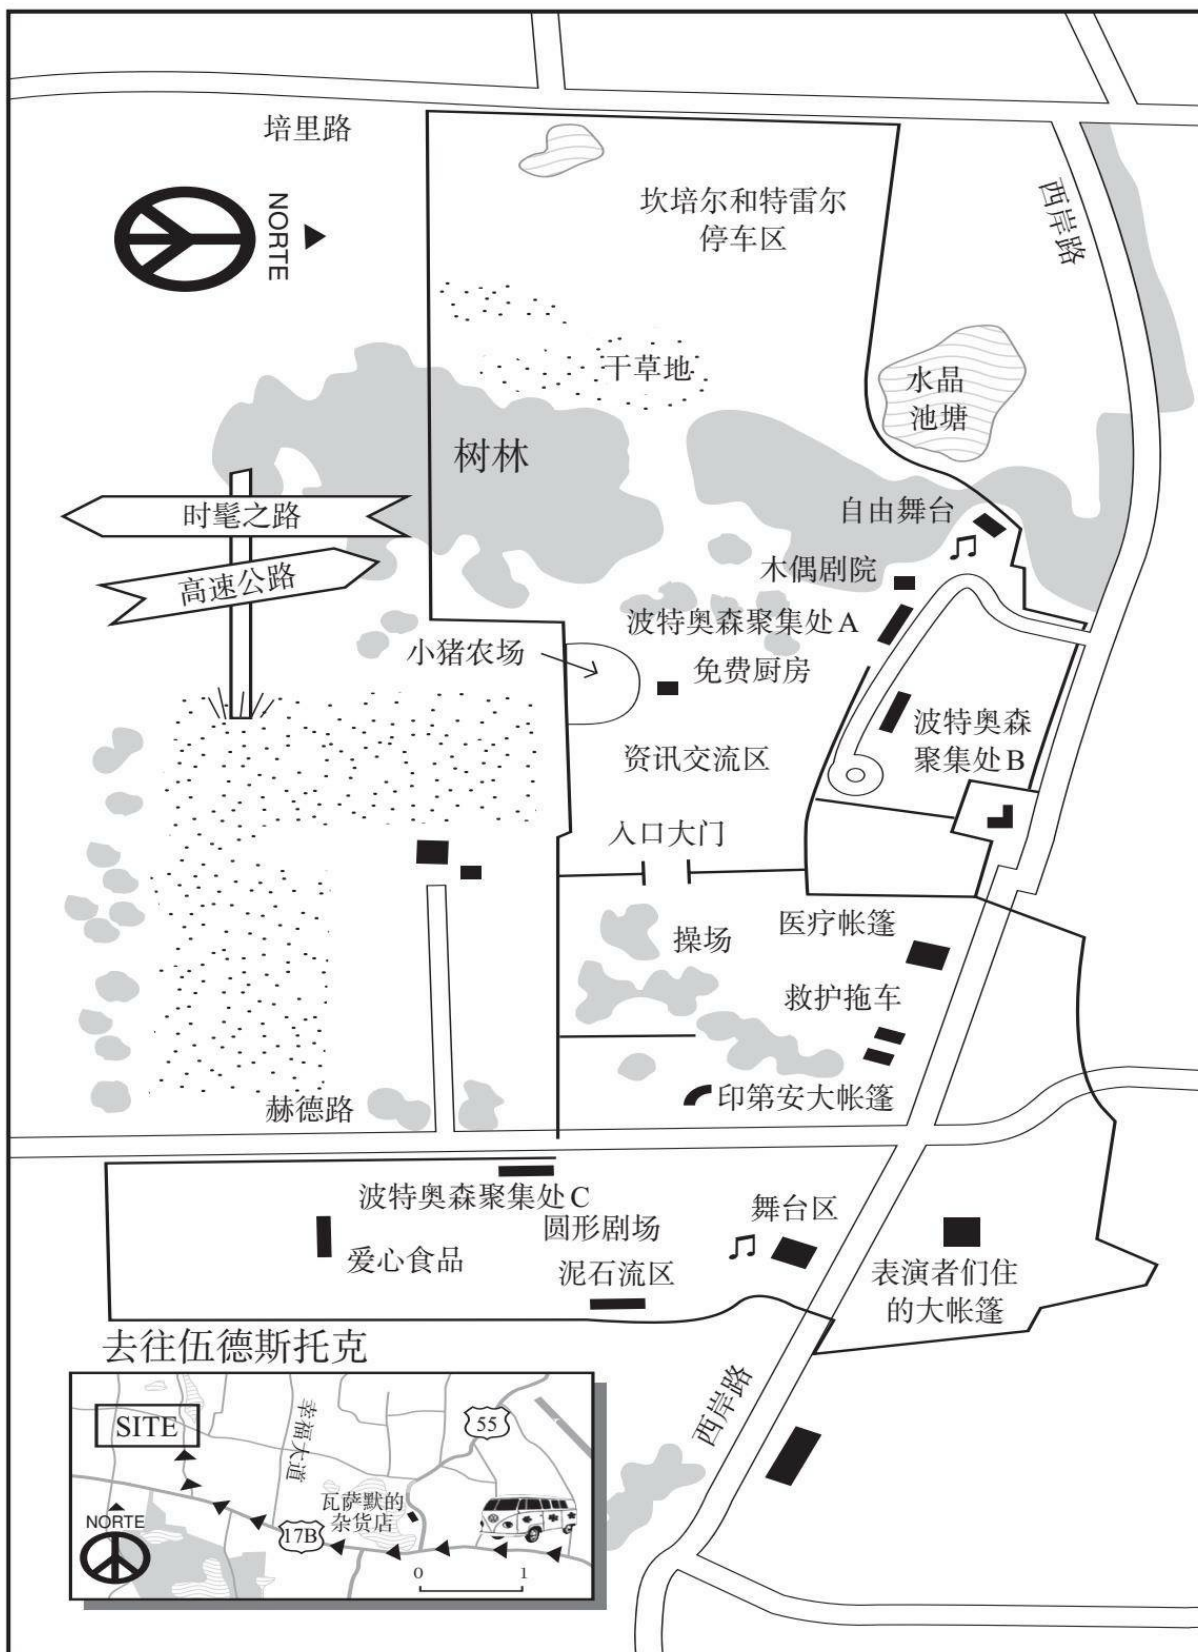 培里路
NORTE
坎培尔和特雷尔
停车区
西岸路
干草地
水晶
池塘
树林
时髦之路
高速公路
自由舞台
木偶剧院
波特奥森聚集处A
小猪农场
免费厨房
波特奥森
聚集处B
资讯交流区
入口大门
操场
医疗帐篷
救护拖车
印第安大帐篷
赫德路
波特奥森聚集处C
圆形剧场
舞台区
爱心食品
泥石流区
表演者们住
的大帐篷
去往伍德斯托克
西岸路
SITE
幸福大道
55
瓦萨默的
杂货店
17B
NORTE
0 1